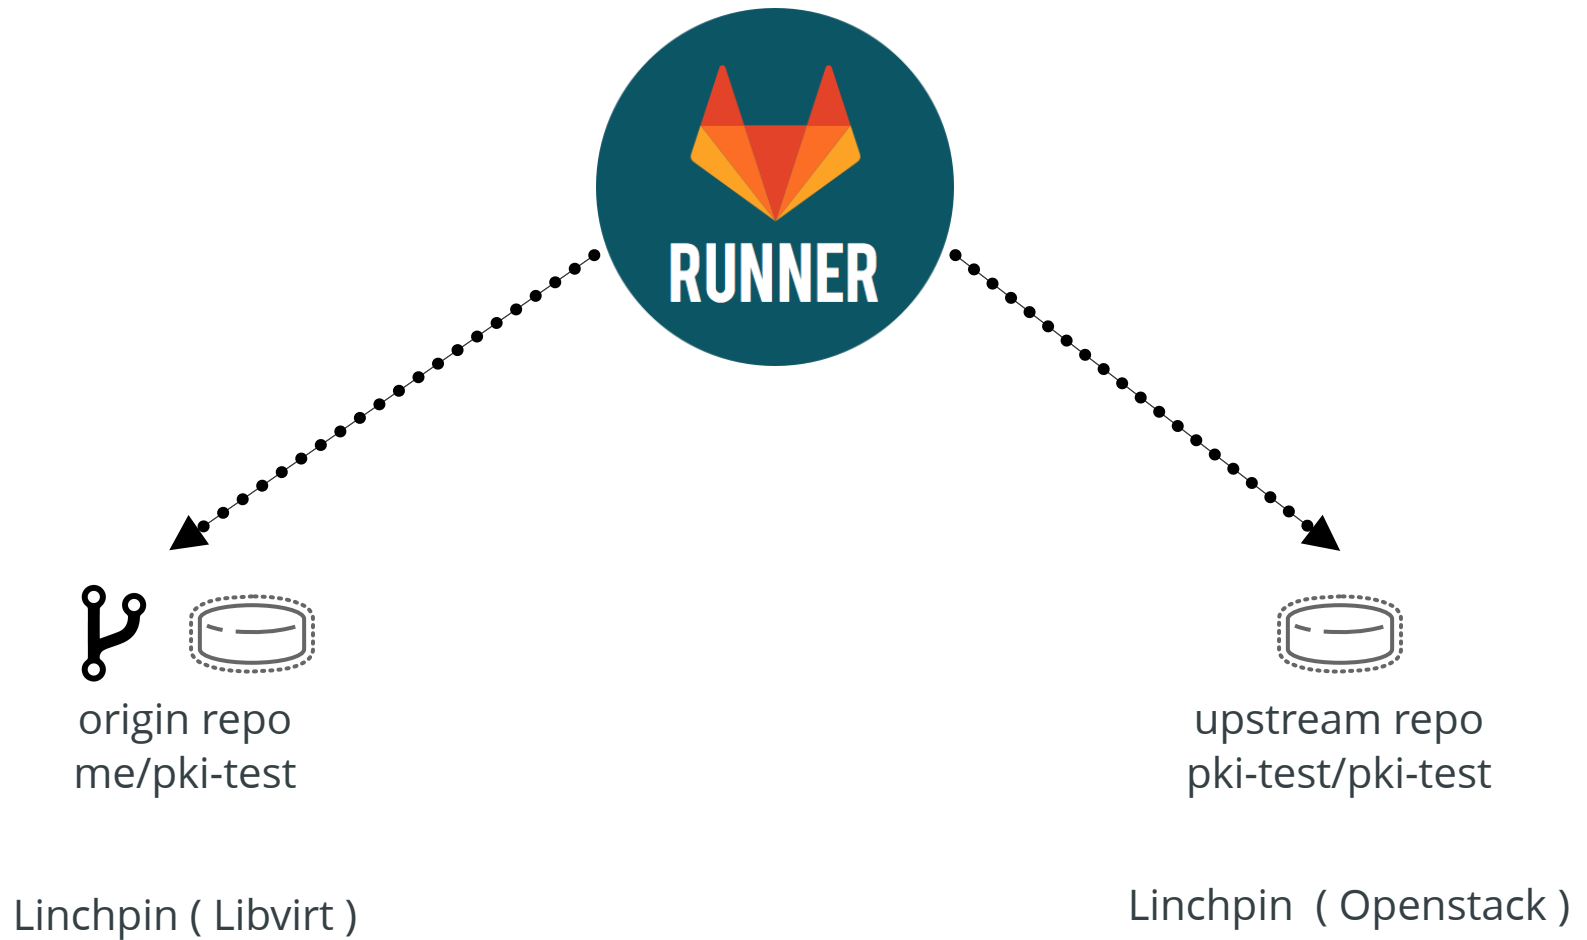 RUNNER
origin repo
me/pki-test
upstream repo
pki-test/pki-test
Linchpin ( Libvirt )
Linchpin  ( Openstack )